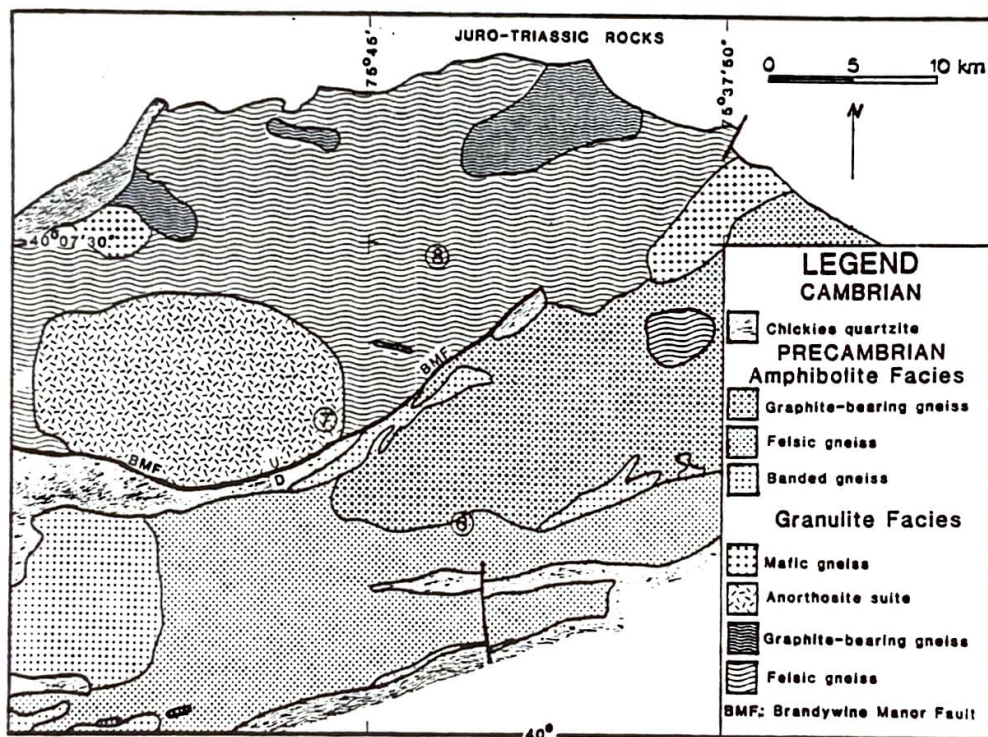 JURO-TRIASSIC ROCKS
75°45'
75°37'50"
0 5 10 km
N
40°07'30"
8
BMF
7
BMF
U
D
6
40°
LEGEND
CAMBRIAN
Chickies quartzite
PRECAMBRIAN
Amphibolite Facies
Graphite-bearing gneiss
Felsic gneiss
Banded gneiss
Granulite Facies
Mafic gneiss
Anorthosite suite
Graphite-bearing gneiss
Felsic gneiss
BMF: Brandywine Manor Fault